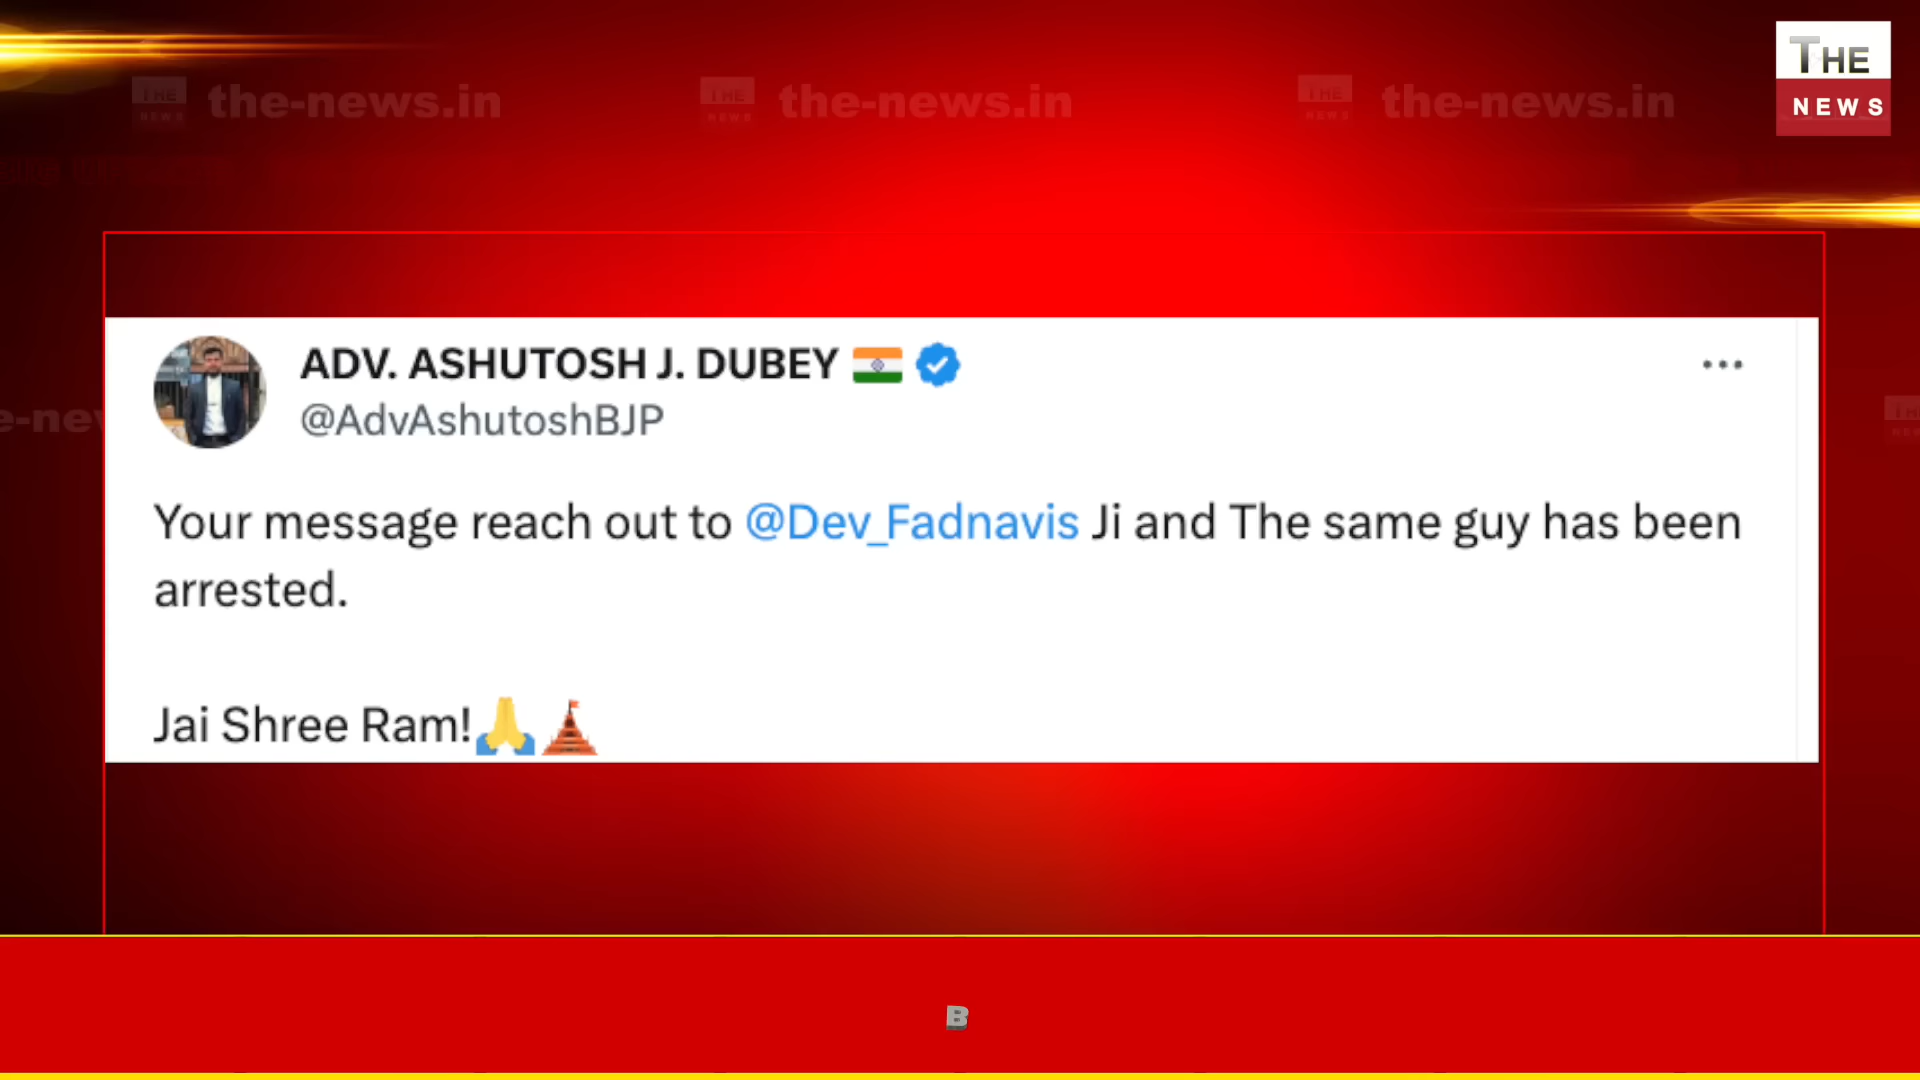 THE
NEWS
the-news.in
the-news.in
the-news.in
ADV. ASHUTOSH J. DUBEY
@AdvAshutoshBJP
Your message reach out to @Dev_Fadnavis Ji and The same guy has been
arrested.
Jai Shree Ram!
B